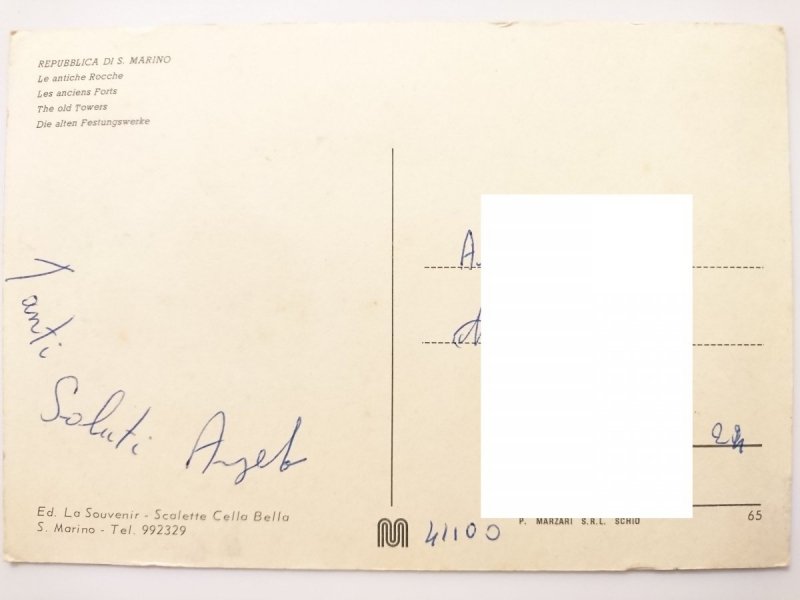 REPUBBLICA DI S. MARINO
Le antiche Rocche
Les anciens Forts
The old Towers
Die alten Festungswerke
Tanti
Saluti Angelo
Ed. La Souvenir - Scalette Cella Bella
S. Marino - Tel. 992329
A
24
P. MARZARI S.R.L. SCHIO
65
41100